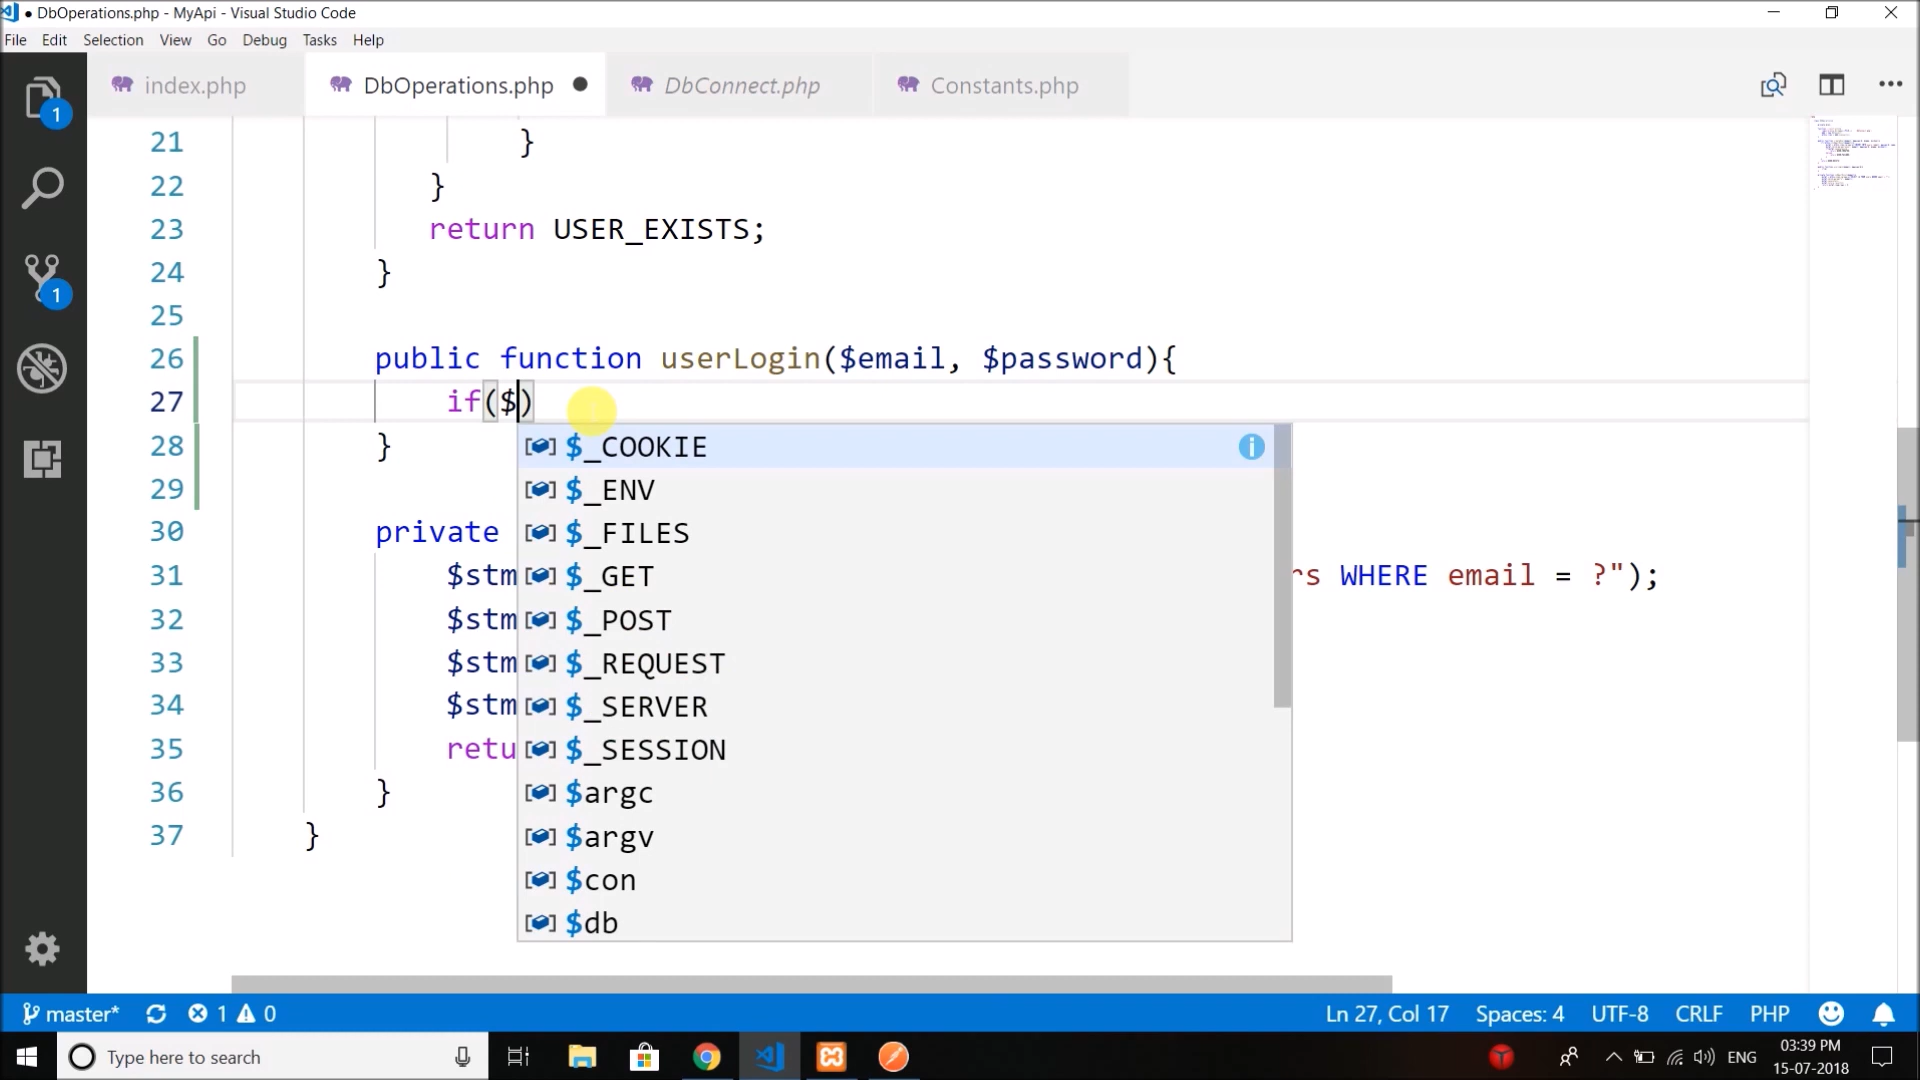 DbOperations.php - MyApi - Visual Studio Code
File Edit Selection View Go Debug Tasks Help
index.php DbOperations.php DbConnect.php Constants.php
21 }
22 }
23 return USER_EXISTS;
24 }
25
26 public function userLogin($email, $password){
27 if($)
28 }
29
30 private
31 $stm rs WHERE email = ?");
32 $stm
33 $stm
34 $stm
35 retu
36 }
37 }
$_COOKIE
$_ENV
$_FILES
$_GET
$_POST
$_REQUEST
$_SERVER
$_SESSION
$argc
$argv
$con
$db
1
1
master* 1 0 Ln 27, Col 17 Spaces: 4 UTF-8 CRLF PHP
Type here to search ENG 03:39 PM
15-07-2018